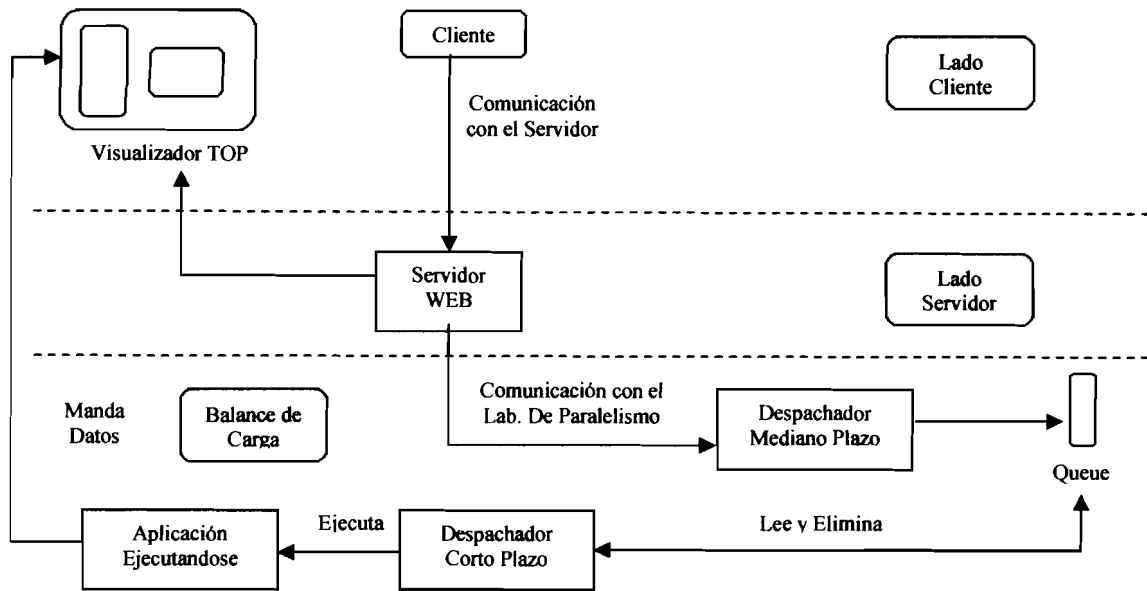 Cliente
Lado
Cliente
Comunicación
con el Servidor
Visualizador TOP
Servidor
WEB
Lado
Servidor
Manda
Datos
Balance de
Carga
Comunicación con el
Lab. De Paralelismo
Despachador
Mediano Plazo
Queue
Aplicación
Ejecutandose
Ejecuta
Despachador
Corto Plazo
Lee y Elimina